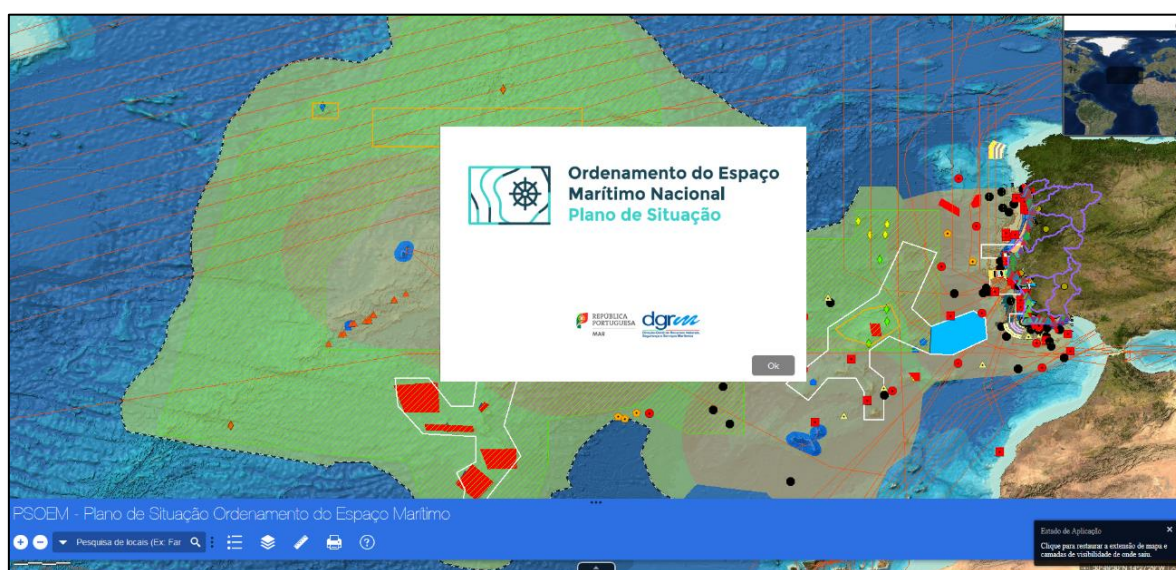 Ordenamento do Espaço
Marítimo Nacional
Plano de Situação
REPÚBLICA
PORTUGUESA
MAR
dgrm
Ok
PSOEM - Plano de Situação Ordenamento do Espaço Marítimo
Pesquisa de locais (Ex: Far
Estado de Aplicação
Clique para restaurar a extensão de mapa e
camadas de visibilidade de onde saiu.